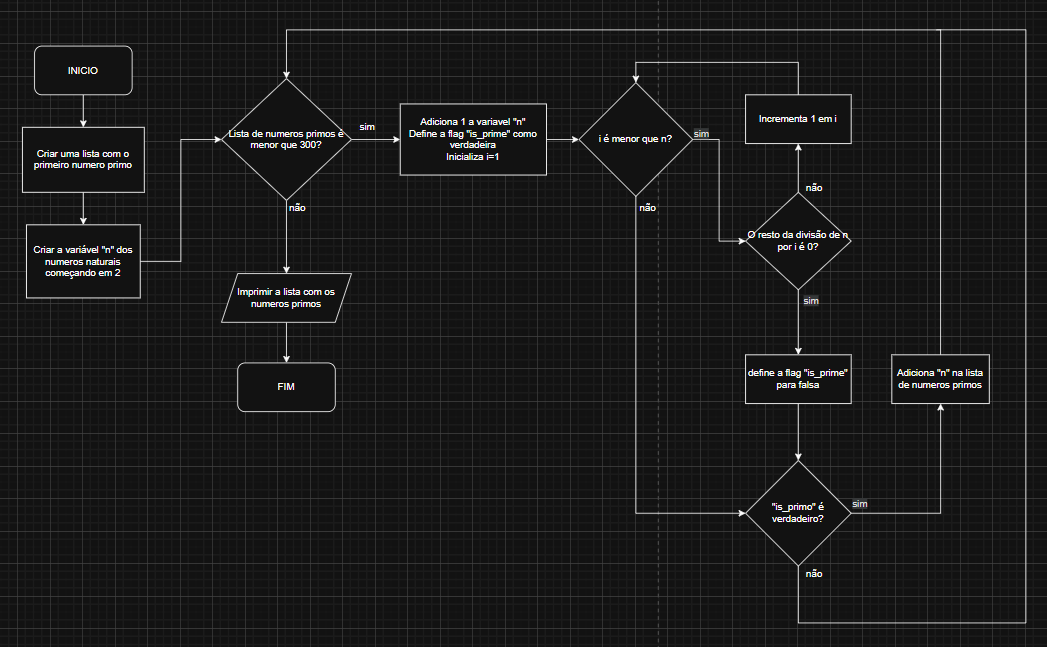 INICIO
Criar uma lista com o
primeiro numero primo
Criar a variável "n" dos
numeros naturais
começando em 2
Lista de numeros primos é
menor que 300?
sim
não
Imprimir a lista com os
numeros primos
FIM
Adiciona 1 a variavel "n"
Define a flag "is_prime" como
verdadeira
Inicializa i=1
i é menor que n?
sim
não
Incrementa 1 em i
não
O resto da divisão de n
por i é 0?
sim
define a flag "is_prime"
para falsa
Adiciona "n" na lista
de numeros primos
"is_primo" é
verdadeiro?
sim
não